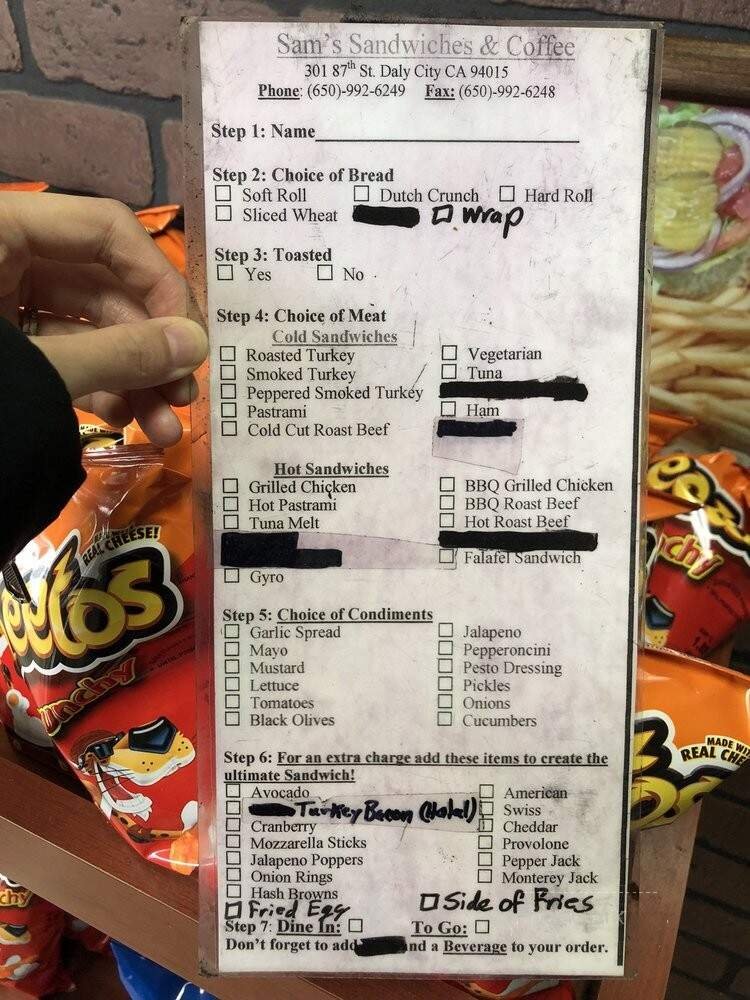 Sam's Sandwiches & Coffee
301 87th St. Daly City CA 94015
Phone: (650)-992-6249 Fax: (650)-992-6248
Step 1: Name
Step 2: Choice of Bread
☐ Soft Roll ☐ Dutch Crunch ☐ Hard Roll
☐ Sliced Wheat ☐ Wrap
Step 3: Toasted
☐ Yes ☐ No
Step 4: Choice of Meat
Cold Sandwiches
☐ Roasted Turkey ☐ Vegetarian
☐ Smoked Turkey ☐ Tuna
☐ Peppered Smoked Turkey
☐ Pastrami ☐ Ham
☐ Cold Cut Roast Beef
Hot Sandwiches
☐ Grilled Chicken ☐ BBQ Grilled Chicken
☐ Hot Pastrami ☐ BBQ Roast Beef
☐ Tuna Melt ☐ Hot Roast Beef
☐ Falafel Sandwich
☐ Gyro
Step 5: Choice of Condiments
☐ Garlic Spread ☐ Jalapeno
☐ Mayo ☐ Pepperoncini
☐ Mustard ☐ Pesto Dressing
☐ Lettuce ☐ Pickles
☐ Tomatoes ☐ Onions
☐ Black Olives ☐ Cucumbers
Step 6: For an extra charge add these items to create the
ultimate Sandwich!
☐ Avocado ☐ American
☐ Turkey Bacon (Halal) ☐ Swiss
☐ Cranberry ☐ Cheddar
☐ Mozzarella Sticks ☐ Provolone
☐ Jalapeno Poppers ☐ Pepper Jack
☐ Onion Rings ☐ Monterey Jack
☐ Hash Browns
☐ Fried Egg ☐ Side of Fries
Step 7: Dine In: ☐ To Go: ☐
Don't forget to add and a Beverage to your order.
REAL CHEESE!
eetos
unchy
MADE WI
REAL CHE
chy